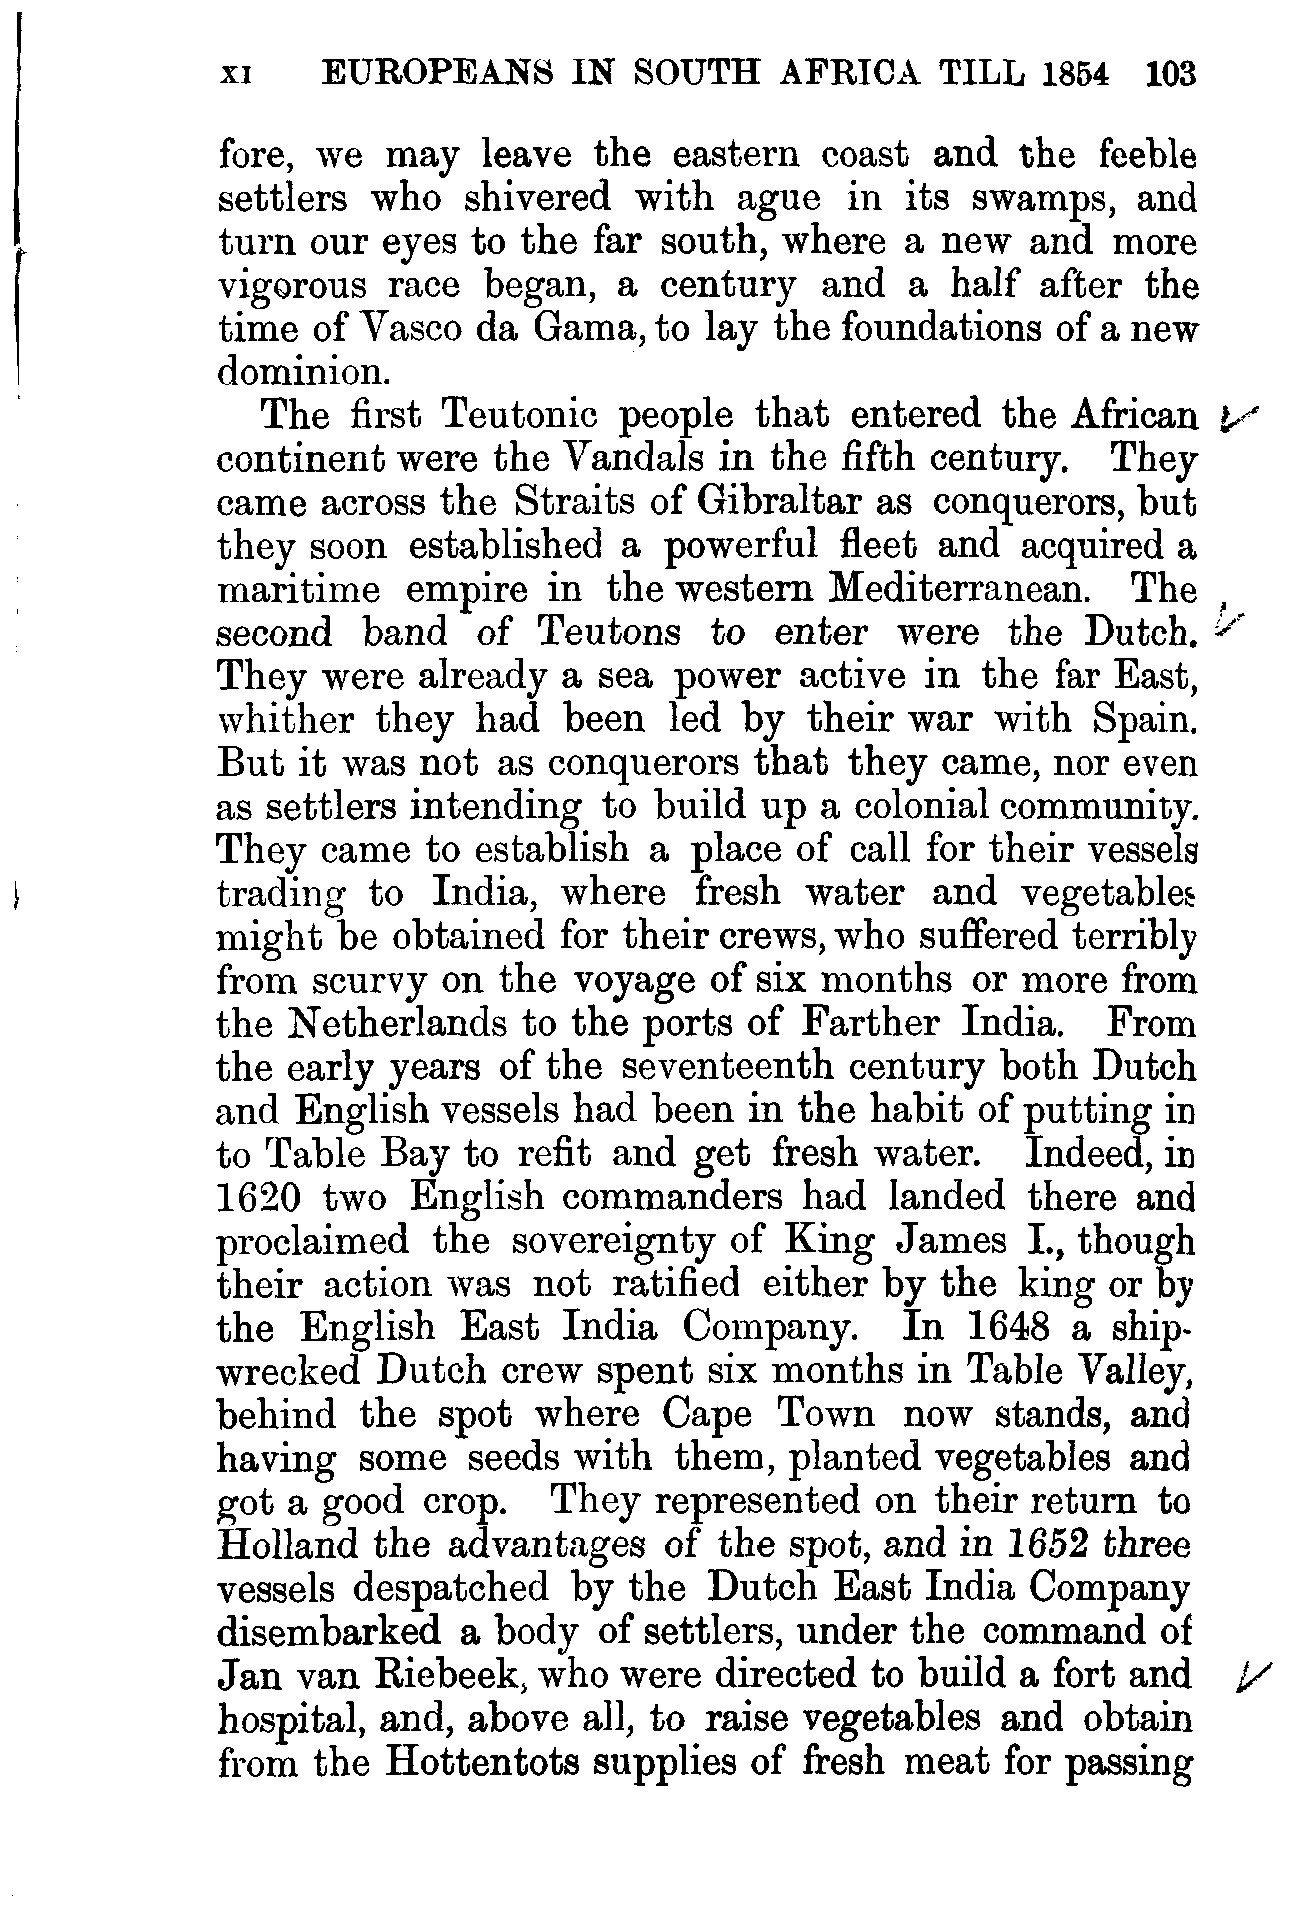 XI EUROPEANS IN SOUTH AFRICA TILL 1854 103
fore, we may leave the eastern coast and the feeble
settlers who shivered with ague in its swamps, and
turn our eyes to the far south, where a new and more
vigorous race began, a century and a half after the
time of Vasco da Gama, to lay the foundations of a new
dominion.
The first Teutonic people that entered the African
continent were the Vandals in the fifth century. They
came across the Straits of Gibraltar as conquerors, but
they soon established a powerful fleet and acquired a
maritime empire in the western Mediterranean. The
second band of Teutons to enter were the Dutch.
They were already a sea power active in the far East,
whither they had been led by their war with Spain.
But it was not as conquerors that they came, nor even
as settlers intending to build up a colonial community.
They came to establish a place of call for their vessels
trading to India, where fresh water and vegetables
might be obtained for their crews, who suffered terribly
from scurvy on the voyage of six months or more from
the Netherlands to the ports of Farther India. From
the early years of the seventeenth century both Dutch
and English vessels had been in the habit of putting in
to Table Bay to refit and get fresh water. Indeed, in
1620 two English commanders had landed there and
proclaimed the sovereignty of King James I., though
their action was not ratified either by the king or by
the English East India Company. In 1648 a ship-
wrecked Dutch crew spent six months in Table Valley,
behind the spot where Cape Town now stands, and
having some seeds with them, planted vegetables and
got a good crop. They represented on their return to
Holland the advantages of the spot, and in 1652 three
vessels despatched by the Dutch East India Company
disembarked a body of settlers, under the command of
Jan van Riebeek, who were directed to build a fort and
hospital, and, above all, to raise vegetables and obtain
from the Hottentots supplies of fresh meat for passing